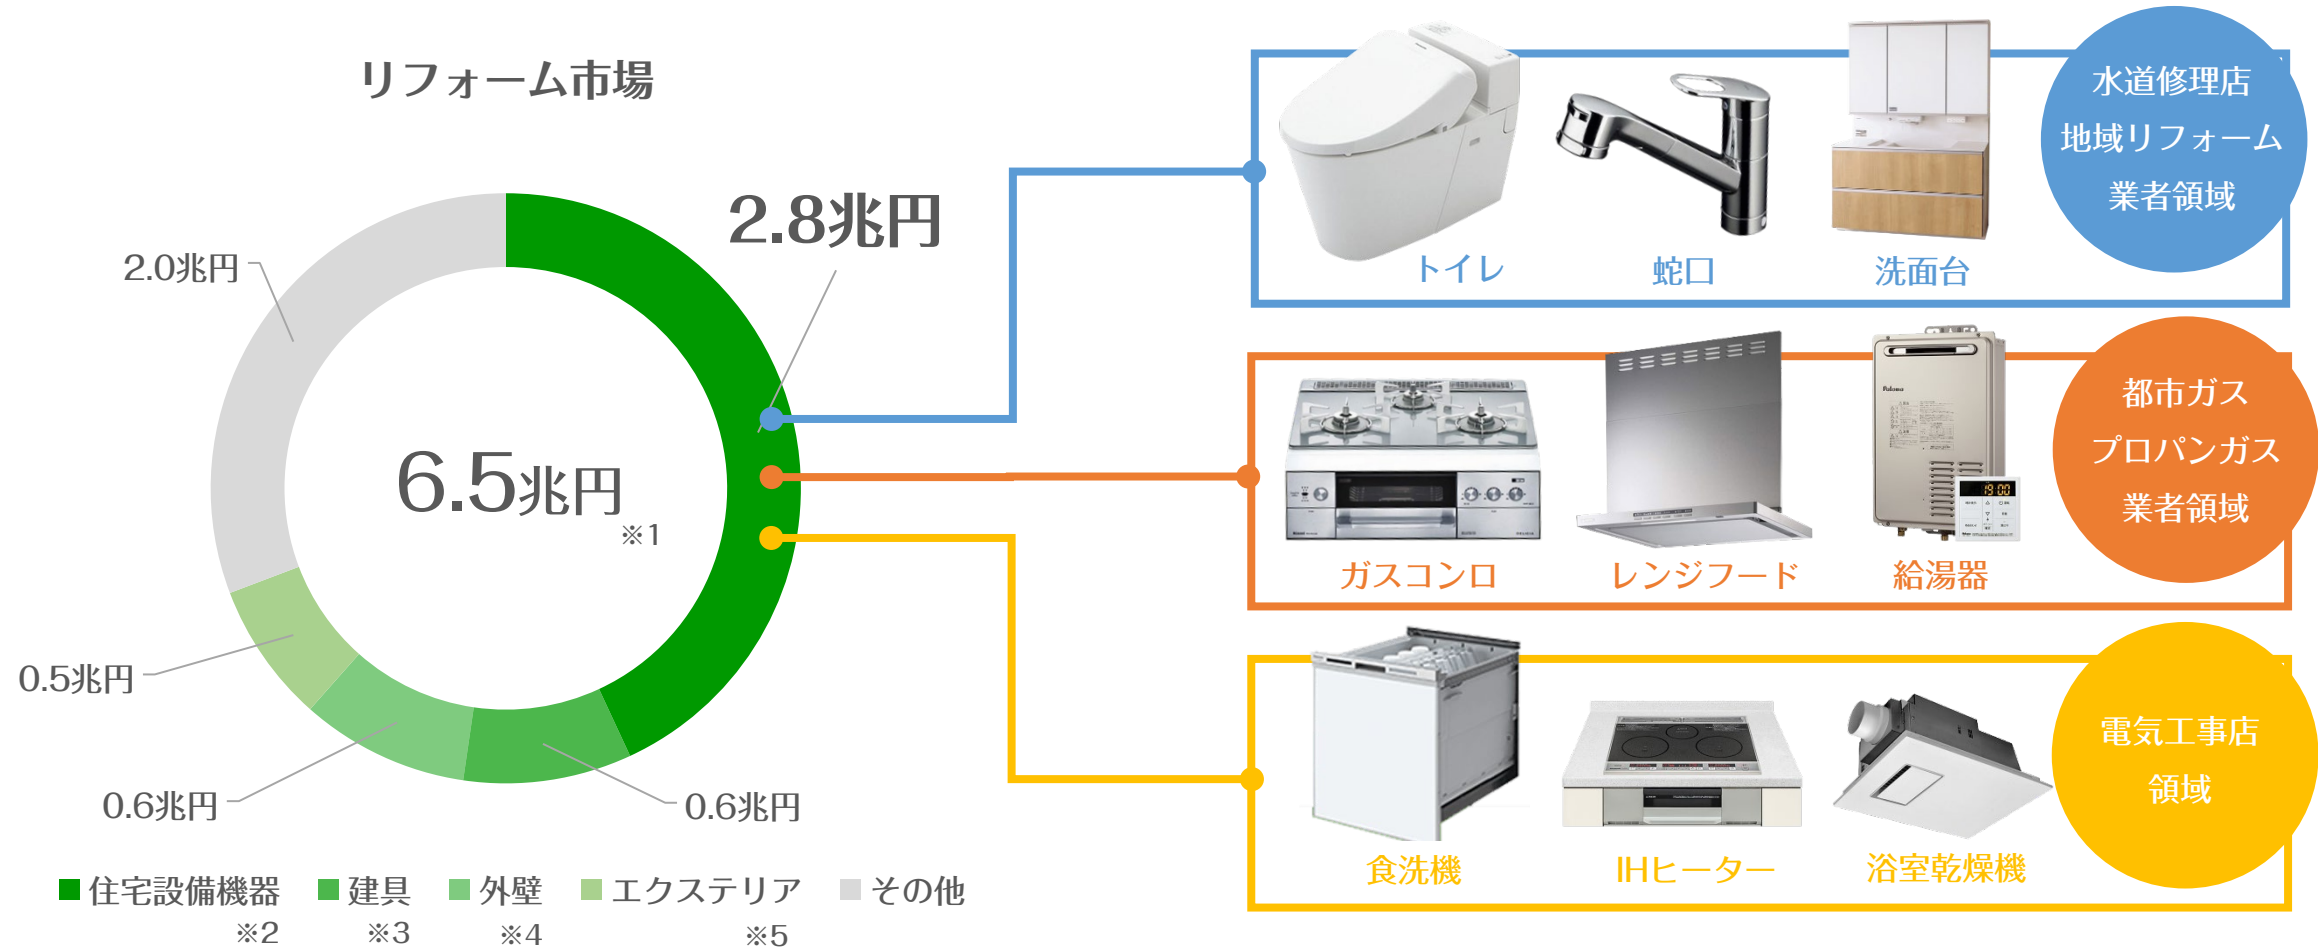 リフォーム市場
2.8兆円
2.0兆円
6.5兆円
※1
0.5兆円
0.6兆円
0.6兆円
住宅設備機器
※2
建具
※3
外壁
※4
エクステリア
※5
その他
トイレ
蛇口
洗面台
水道修理店
地域リフォーム
業者領域
ガスコンロ
レンジフード
Paloma
19:00
給湯器
都市ガス
プロパンガス
業者領域
食洗機
IHヒーター
浴室乾燥機
電気工事店
領域